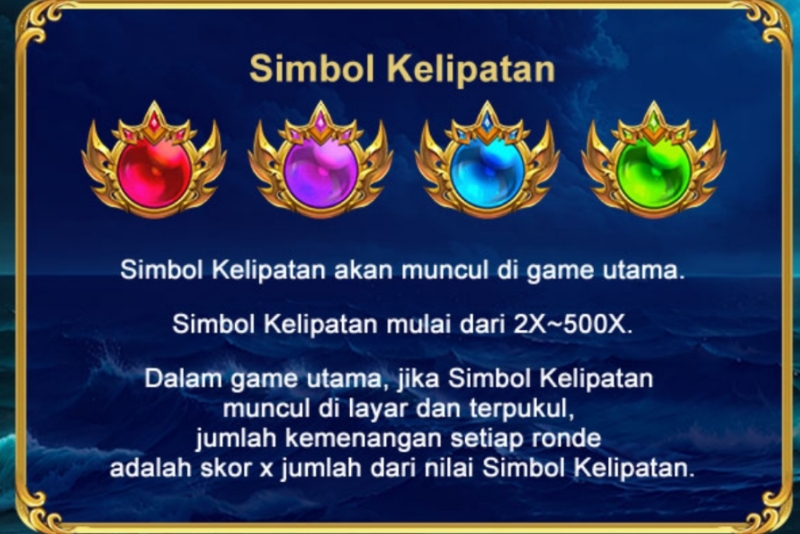 Simbol Kelipatan
Simbol Kelipatan akan muncul di game utama.
Simbol Kelipatan mulai dari 2X~500X.
Dalam game utama, jika Simbol Kelipatan
muncul di layar dan terpukul,
jumlah kemenangan setiap ronde
adalah skor x jumlah dari nilai Simbol Kelipatan.